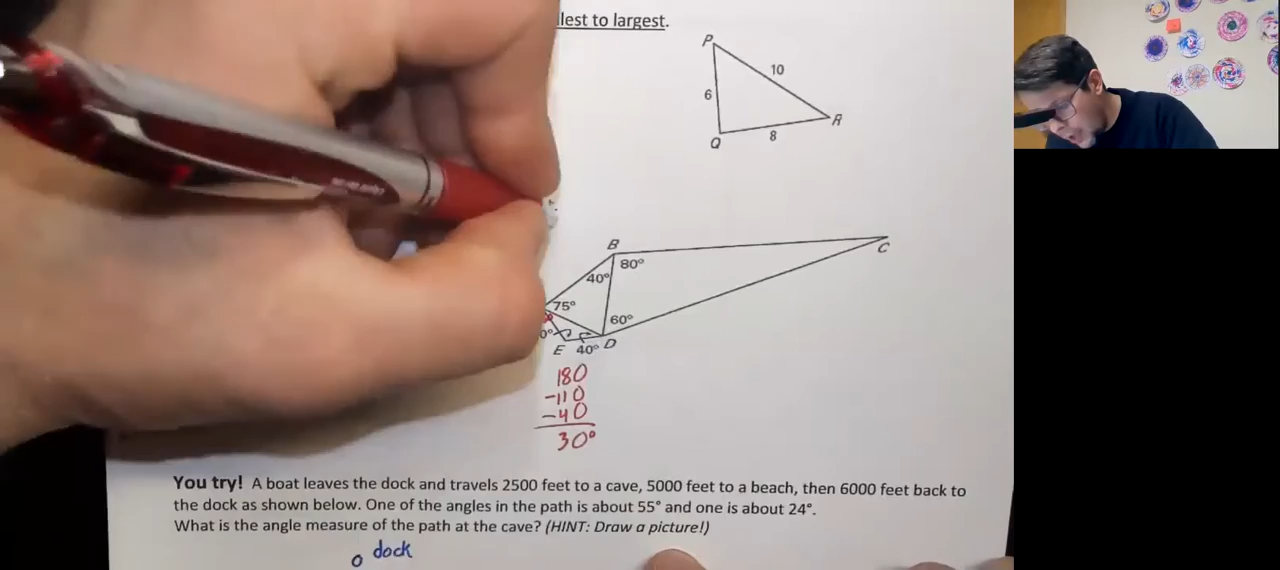 lest to largest.
P
10
6
R
Q
8
B
C
80°
40°
75°
60°
0°
E 40° D
180
-110
-40
30°
You try! A boat leaves the dock and travels 2500 feet to a cave, 5000 feet to a beach, then 6000 feet back to
the dock as shown below. One of the angles in the path is about 55° and one is about 24°.
What is the angle measure of the path at the cave? (HINT: Draw a picture!)
dock